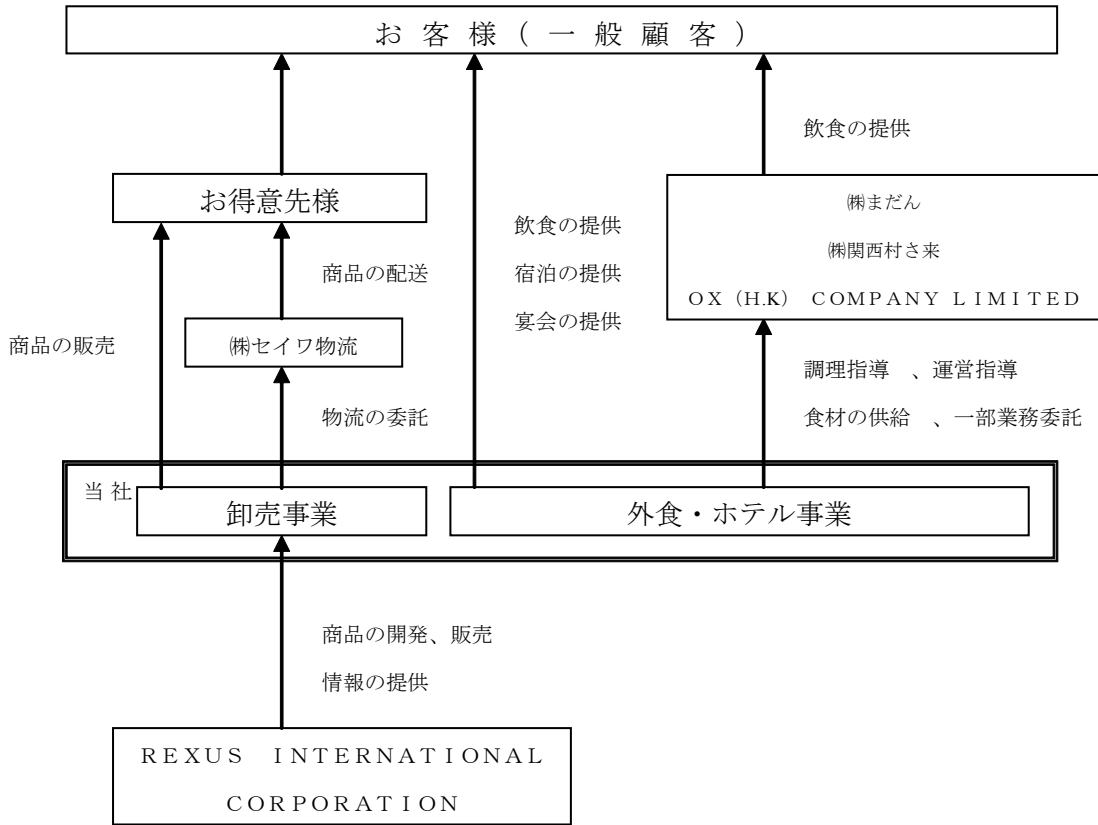 お 客 様 ( 一 般 顧 客 )
飲食の提供
お得意先様
㈱まだん
㈱関西村さ来
OX(H.K) COMPANY LIMITED
飲食の提供
宿泊の提供
宴会の提供
商品の配送
商品の販売
㈱セイワ物流
調理指導 、運営指導
食材の供給 、一部業務委託
物流の委託
当 社
卸売事業
外食・ホテル事業
商品の開発、販売
情報の提供
REXUS INTERNATIONAL
CORPORATION